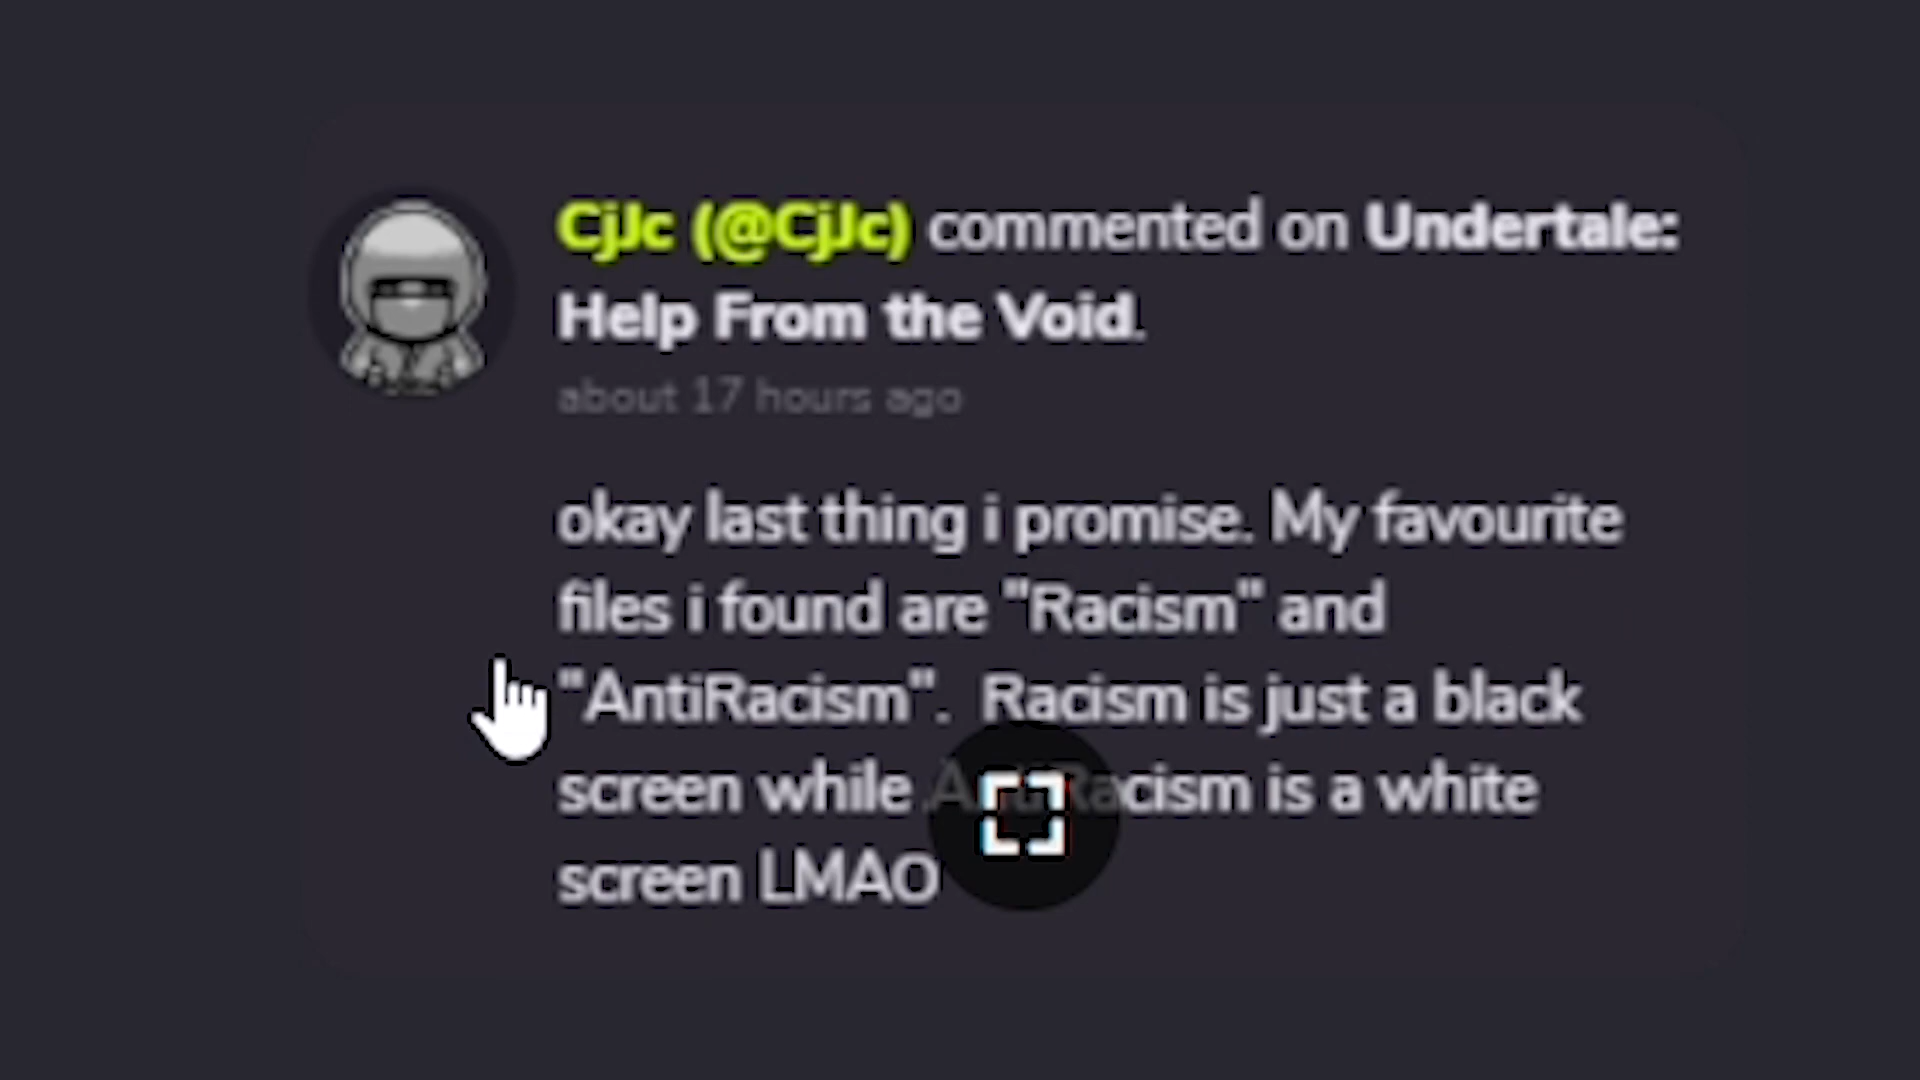 CjJc (@CjJc) commented on Undertale:
Help From the Void.
about 17 hours ago
okay last thing i promise. My favourite
files i found are "Racism" and
"AntiRacism".  Racism is just a black
screen while AntiRacism is a white
screen LMAO